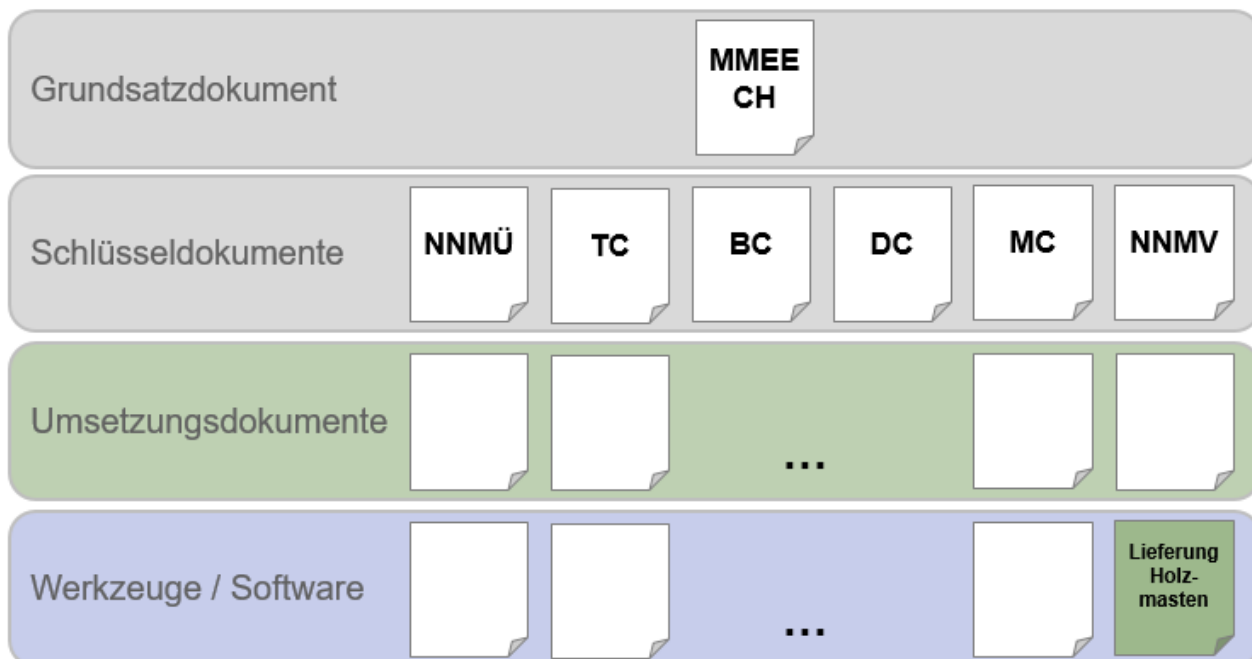 MMEE
CH
Grundsatzdokument
Schlüsseldokumente
NNMÜ TC BC DC MC NNMV
Umsetzungsdokumente
...
Werkzeuge / Software
...
Lieferung
Holz-
masten